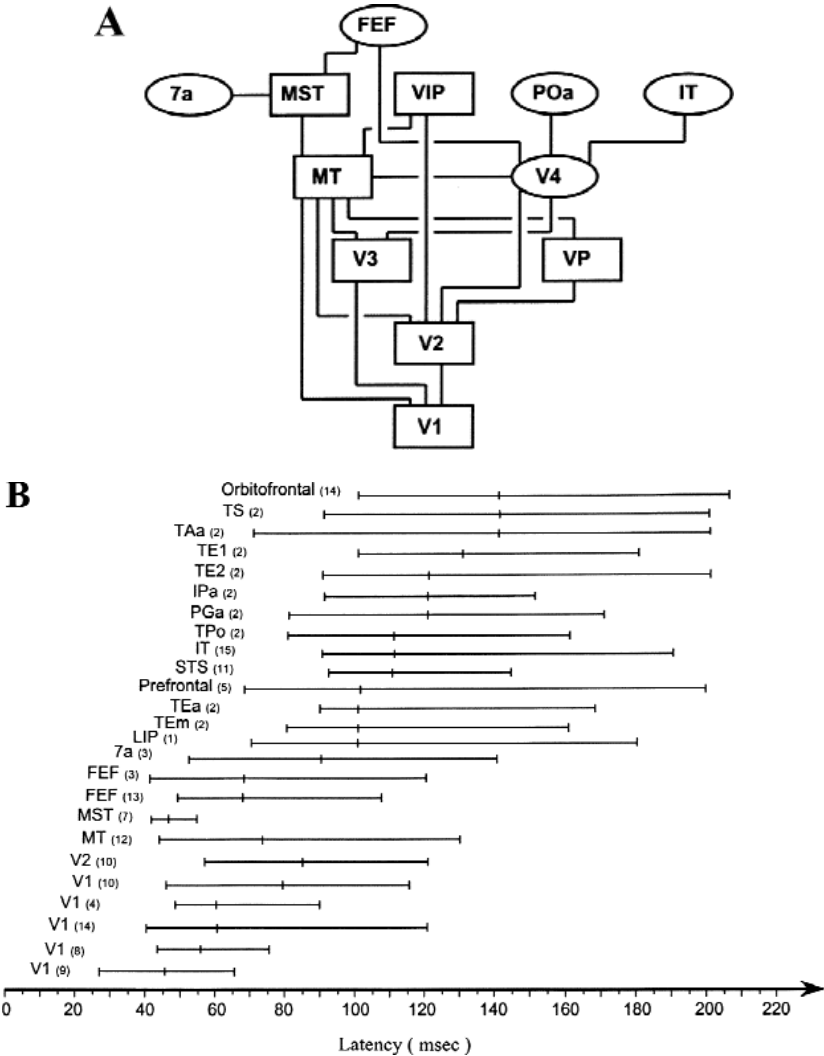 A
FEF
7a MST VIP POa IT
MT V4
V3 VP
V2
V1
B
Orbitofrontal (14)
TS (2)
TAa (2)
TE1 (2)
TE2 (2)
IPa (2)
PGa (2)
TPo (2)
IT (15)
STS (11)
Prefrontal (5)
TEa (2)
TEm (2)
LIP (1)
7a (3)
FEF (3)
FEF (13)
MST (7)
MT (12)
V2 (10)
V1 (10)
V1 (4)
V1 (14)
V1 (8)
V1 (9)
0 20 40 60 80 100 120 140 160 180 200 220
Latency ( msec )